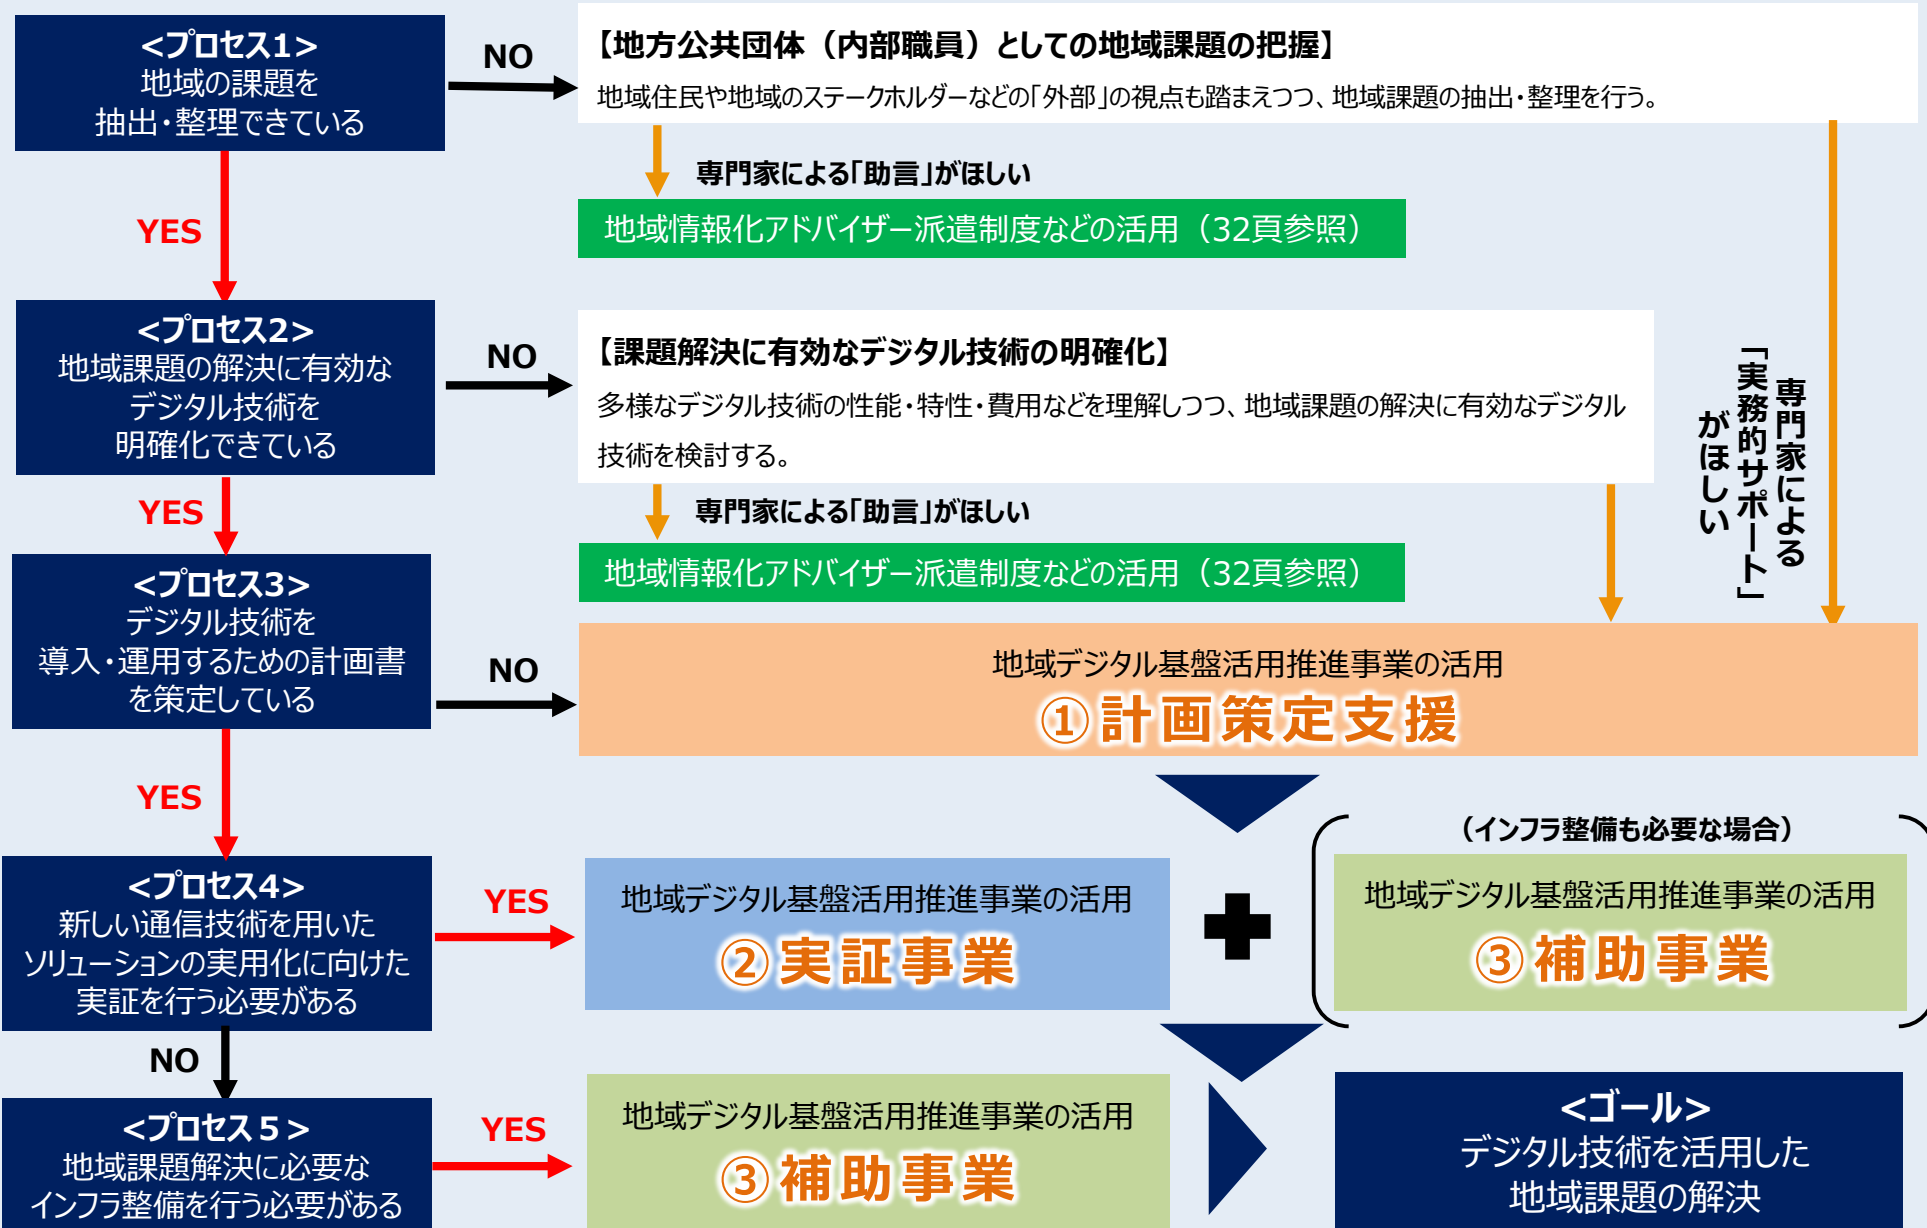 <プロセス1>
地域の課題を
抽出・整理できている
NO
【地方公共団体（内部職員）としての地域課題の把握】
地域住民や地域のステークホルダーなどの「外部」の視点も踏まえつつ、地域課題の抽出・整理を行う。
専門家による「助言」がほしい
地域情報化アドバイザー派遣制度などの活用（32頁参照）
YES
<プロセス2>
地域課題の解決に有効な
デジタル技術を
明確化できている
NO
【課題解決に有効なデジタル技術の明確化】
多様なデジタル技術の性能・特性・費用などを理解しつつ、地域課題の解決に有効なデジタル
技術を検討する。
専門家による「助言」がほしい
地域情報化アドバイザー派遣制度などの活用（32頁参照）
専門家による
「実務的サポート」
がほしい
YES
<プロセス3>
デジタル技術を
導入・運用するための計画書
を策定している
NO
地域デジタル基盤活用推進事業の活用
①計画策定支援
YES
<プロセス4>
新しい通信技術を用いた
ソリューションの実用化に向けた
実証を行う必要がある
YES
地域デジタル基盤活用推進事業の活用
②実証事業
（インフラ整備も必要な場合）
地域デジタル基盤活用推進事業の活用
③補助事業
NO
<プロセス５>
地域課題解決に必要な
インフラ整備を行う必要がある
YES
地域デジタル基盤活用推進事業の活用
③補助事業
<ゴール>
デジタル技術を活用した
地域課題の解決